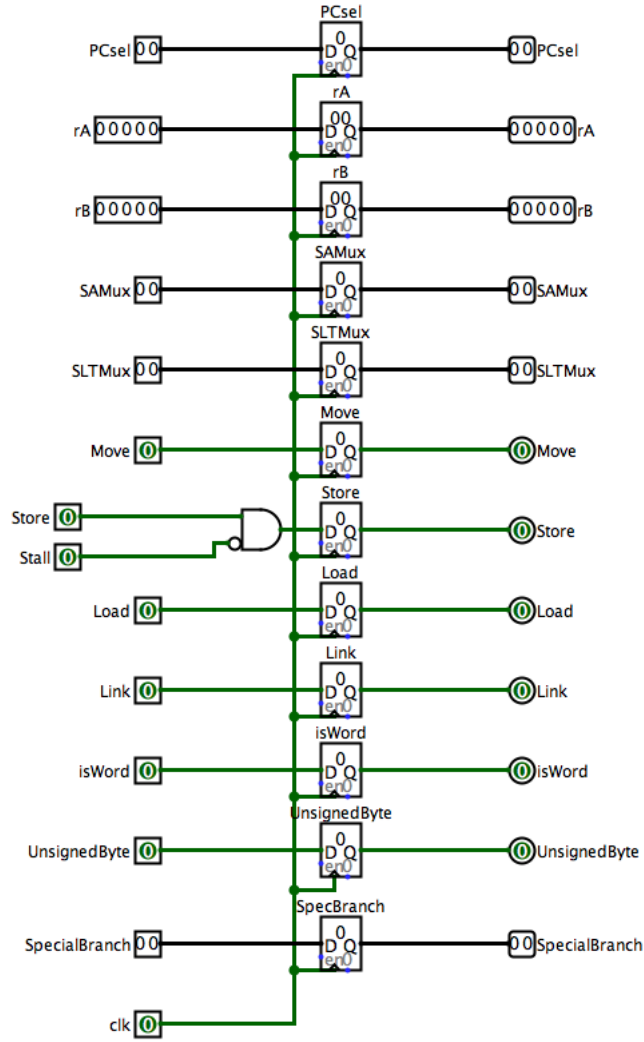 PCsel
PCsel 00 0 D Q en0 00 PCsel
rA
rA 00000 00 D Q en0 00000 rA
rB
rB 00000 00 D Q en0 00000 rB
SAMux
SAMux 00 0 D Q en0 00 SAMux
SLTMux
SLTMux 00 0 D Q en0 00 SLTMux
Move
Move 0 0 D Q en0 0 Move
Store
Store 0 0 D Q en0 0 Store
Stall 0
Load
Load 0 0 D Q en0 0 Load
Link
Link 0 0 D Q en0 0 Link
isWord
isWord 0 0 D Q en0 0 isWord
UnsignedByte
UnsignedByte 0 0 D Q en0 0 UnsignedByte
SpecBranch
SpecialBranch 00 0 D Q en0 00 SpecialBranch
clk 0